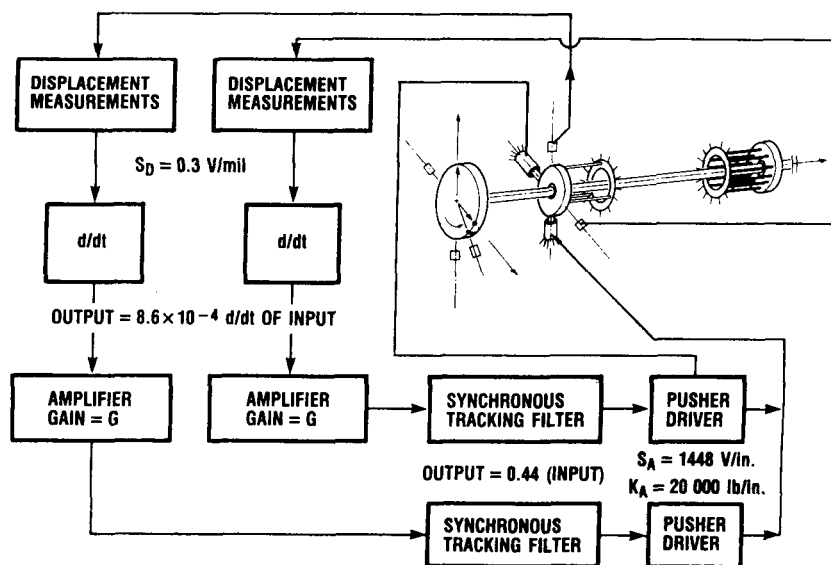 DISPLACEMENT
MEASUREMENTS
DISPLACEMENT
MEASUREMENTS
S_D = 0.3 V/mil
d/dt
d/dt
OUTPUT = 8.6 × 10⁻⁴ d/dt OF INPUT
AMPLIFIER
GAIN = G
AMPLIFIER
GAIN = G
SYNCHRONOUS
TRACKING FILTER
PUSHER
DRIVER
OUTPUT = 0.44 (INPUT)
S_A = 1448 V/in.
K_A = 20 000 lb/in.
SYNCHRONOUS
TRACKING FILTER
PUSHER
DRIVER